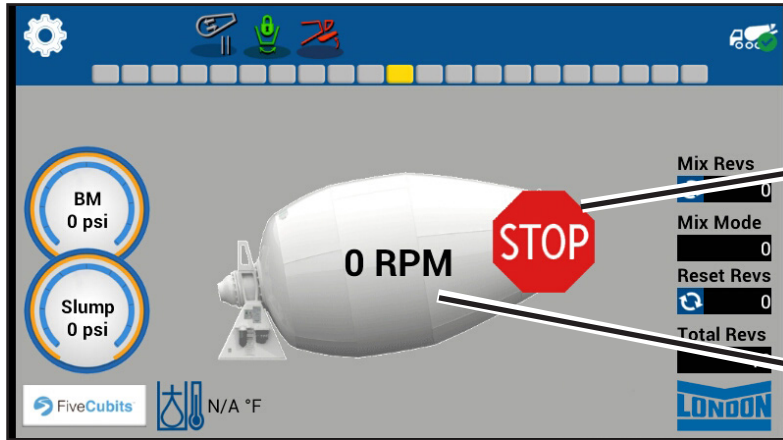 Mix Revs
0
BM
0 psi
STOP
Mix Mode
0
0 RPM
Reset Revs
0
Slump
0 psi
Total Revs
FiveCubits
N/A °F
LONDON